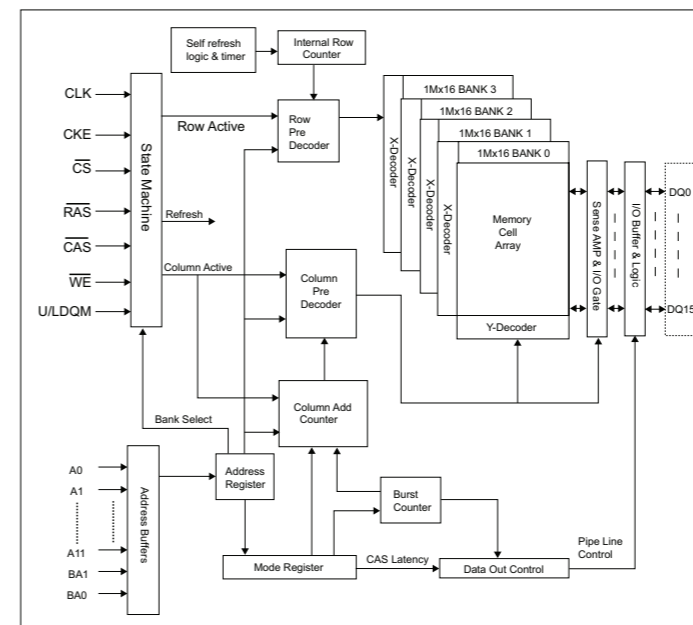 Self refresh
logic & timer
Internal Row
Counter
CLK
CKE
C̅S̅
R̅A̅S̅
C̅A̅S̅
W̅E̅
U/LDQM
State Machine
Row Active
Row
Pre
Decoder
Refresh
Column Active
Column
Pre
Decoder
X-Decoder
X-Decoder
X-Decoder
X-Decoder
1Mx16 BANK 3
1Mx16 BANK 2
1Mx16 BANK 1
1Mx16 BANK 0
Memory
Cell
Array
Y-Decoder
Sense AMP & I/O Gate
I/O Buffer & Logic
DQ0
DQ15
Bank Select
Column Add
Counter
A0
A1
A11
BA1
BA0
Address Buffers
Address
Register
Burst
Counter
Mode Register
CAS Latency
Data Out Control
Pipe Line
Control